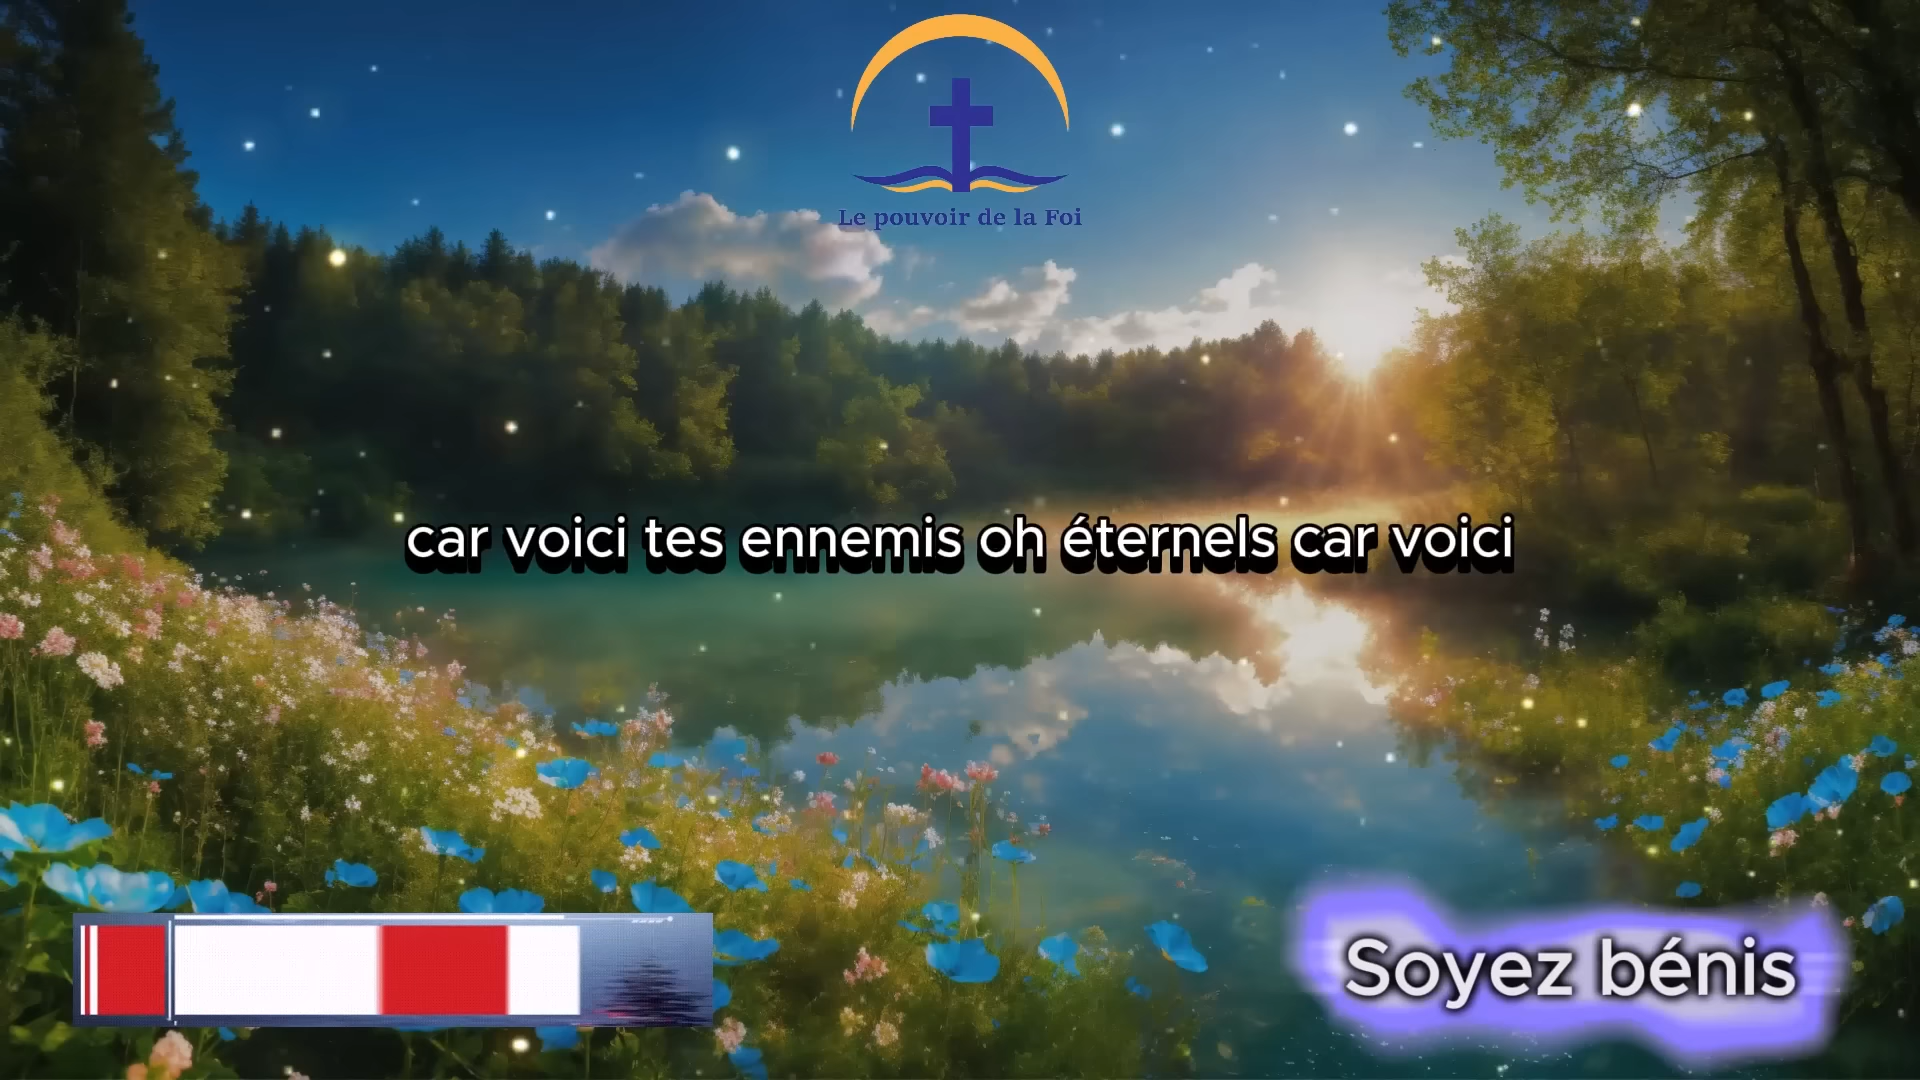 Le pouvoir de la Foi
car voici tes ennemis oh éternels car voici
Soyez bénis